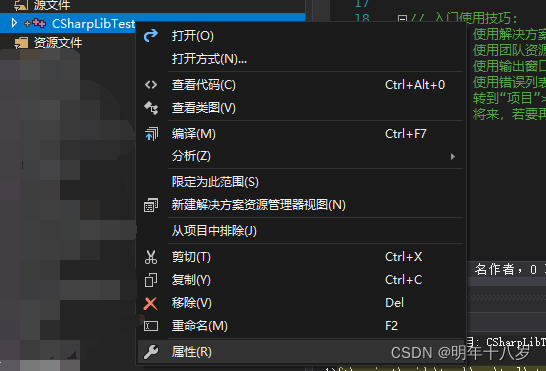 源文件
CSharpLibTest
资源文件
打开(O)
打开方式(N)...
查看代码(C) Ctrl+Alt+0
查看类图(V)
编译(M) Ctrl+F7
分析(Z)
限定为此范围(S)
新建解决方案资源管理器视图(N)
从项目中排除(J)
剪切(T) Ctrl+X
复制(Y) Ctrl+C
移除(V) Del
重命名(M) F2
属性(R)
17
18 // 入门使用技巧:
使用解决方案
使用团队资源
使用输出窗口
使用错误列表
转到“项目”>
将来，若要再
名作者，0
CSharpLibT
CSDN @明年十八岁